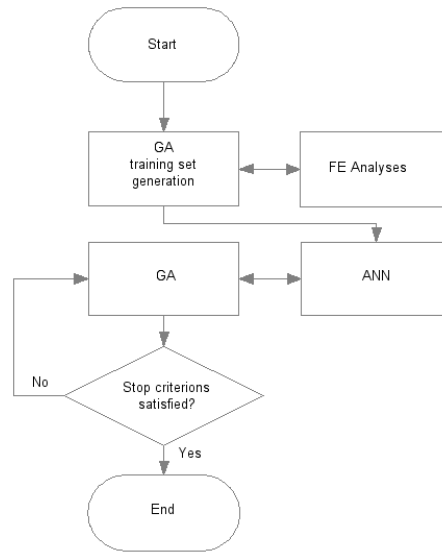 Start
GA
training set
generation
FE Analyses
GA
ANN
Stop criterions
satisfied?
No
Yes
End